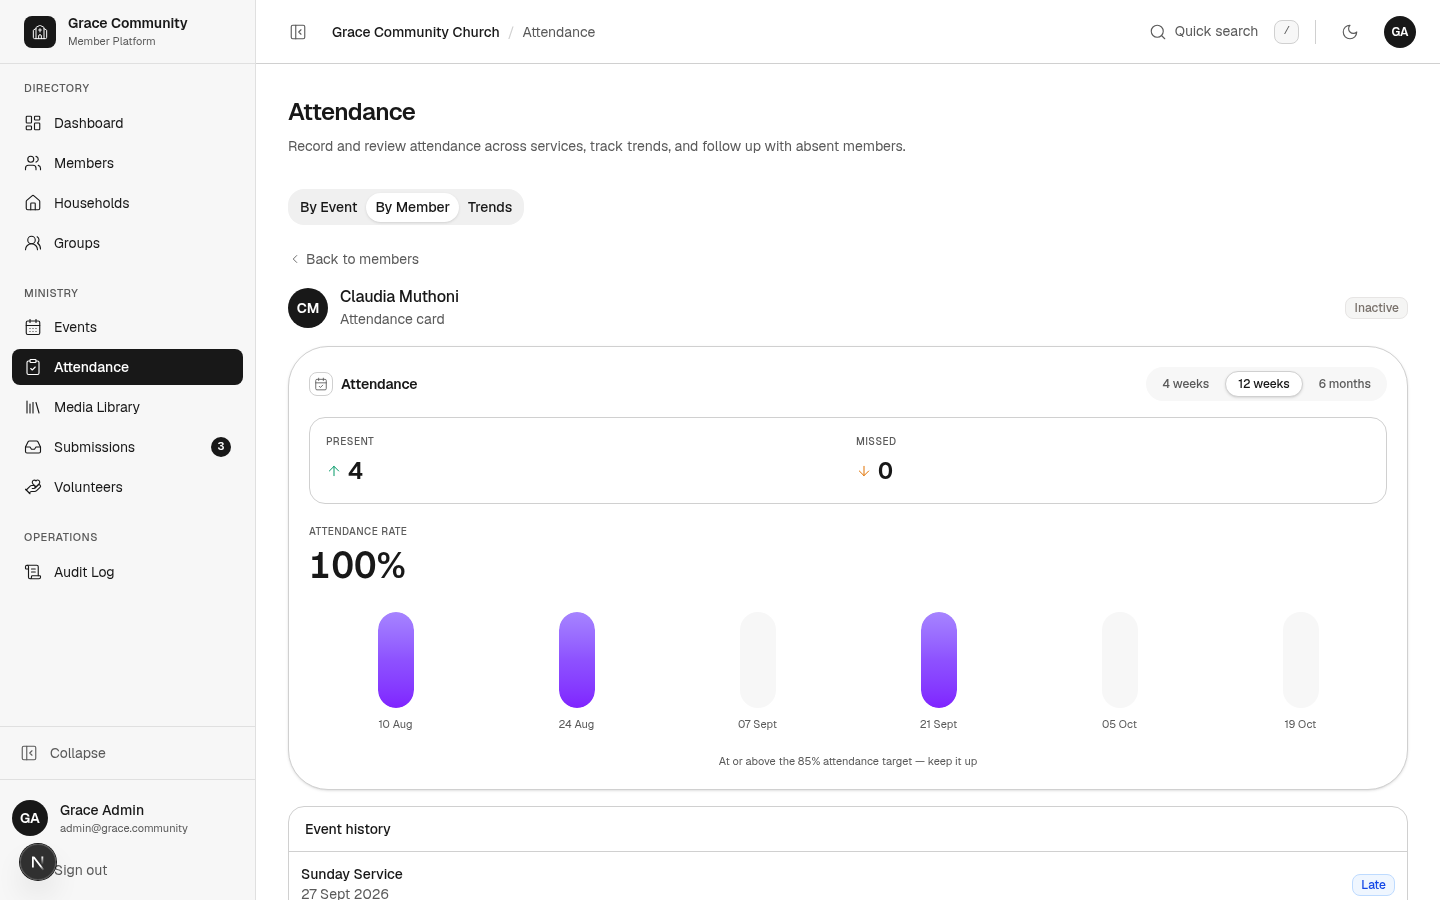 Grace Community
Member Platform
Grace Community Church / Attendance
Quick search /
GA
DIRECTORY
Dashboard
Members
Households
Groups
MINISTRY
Events
Attendance
Media Library
Submissions 3
Volunteers
OPERATIONS
Audit Log
Collapse
GA
Grace Admin
admin@grace.community
N
Sign out
Attendance
Record and review attendance across services, track trends, and follow up with absent members.
By Event By Member Trends
Back to members
CM
Claudia Muthoni
Attendance card
Inactive
Attendance
4 weeks 12 weeks 6 months
PRESENT
4
MISSED
0
ATTENDANCE RATE
100%
10 Aug 24 Aug 07 Sept 21 Sept 05 Oct 19 Oct
At or above the 85% attendance target — keep it up
Event history
Sunday Service
27 Sept 2026
Late